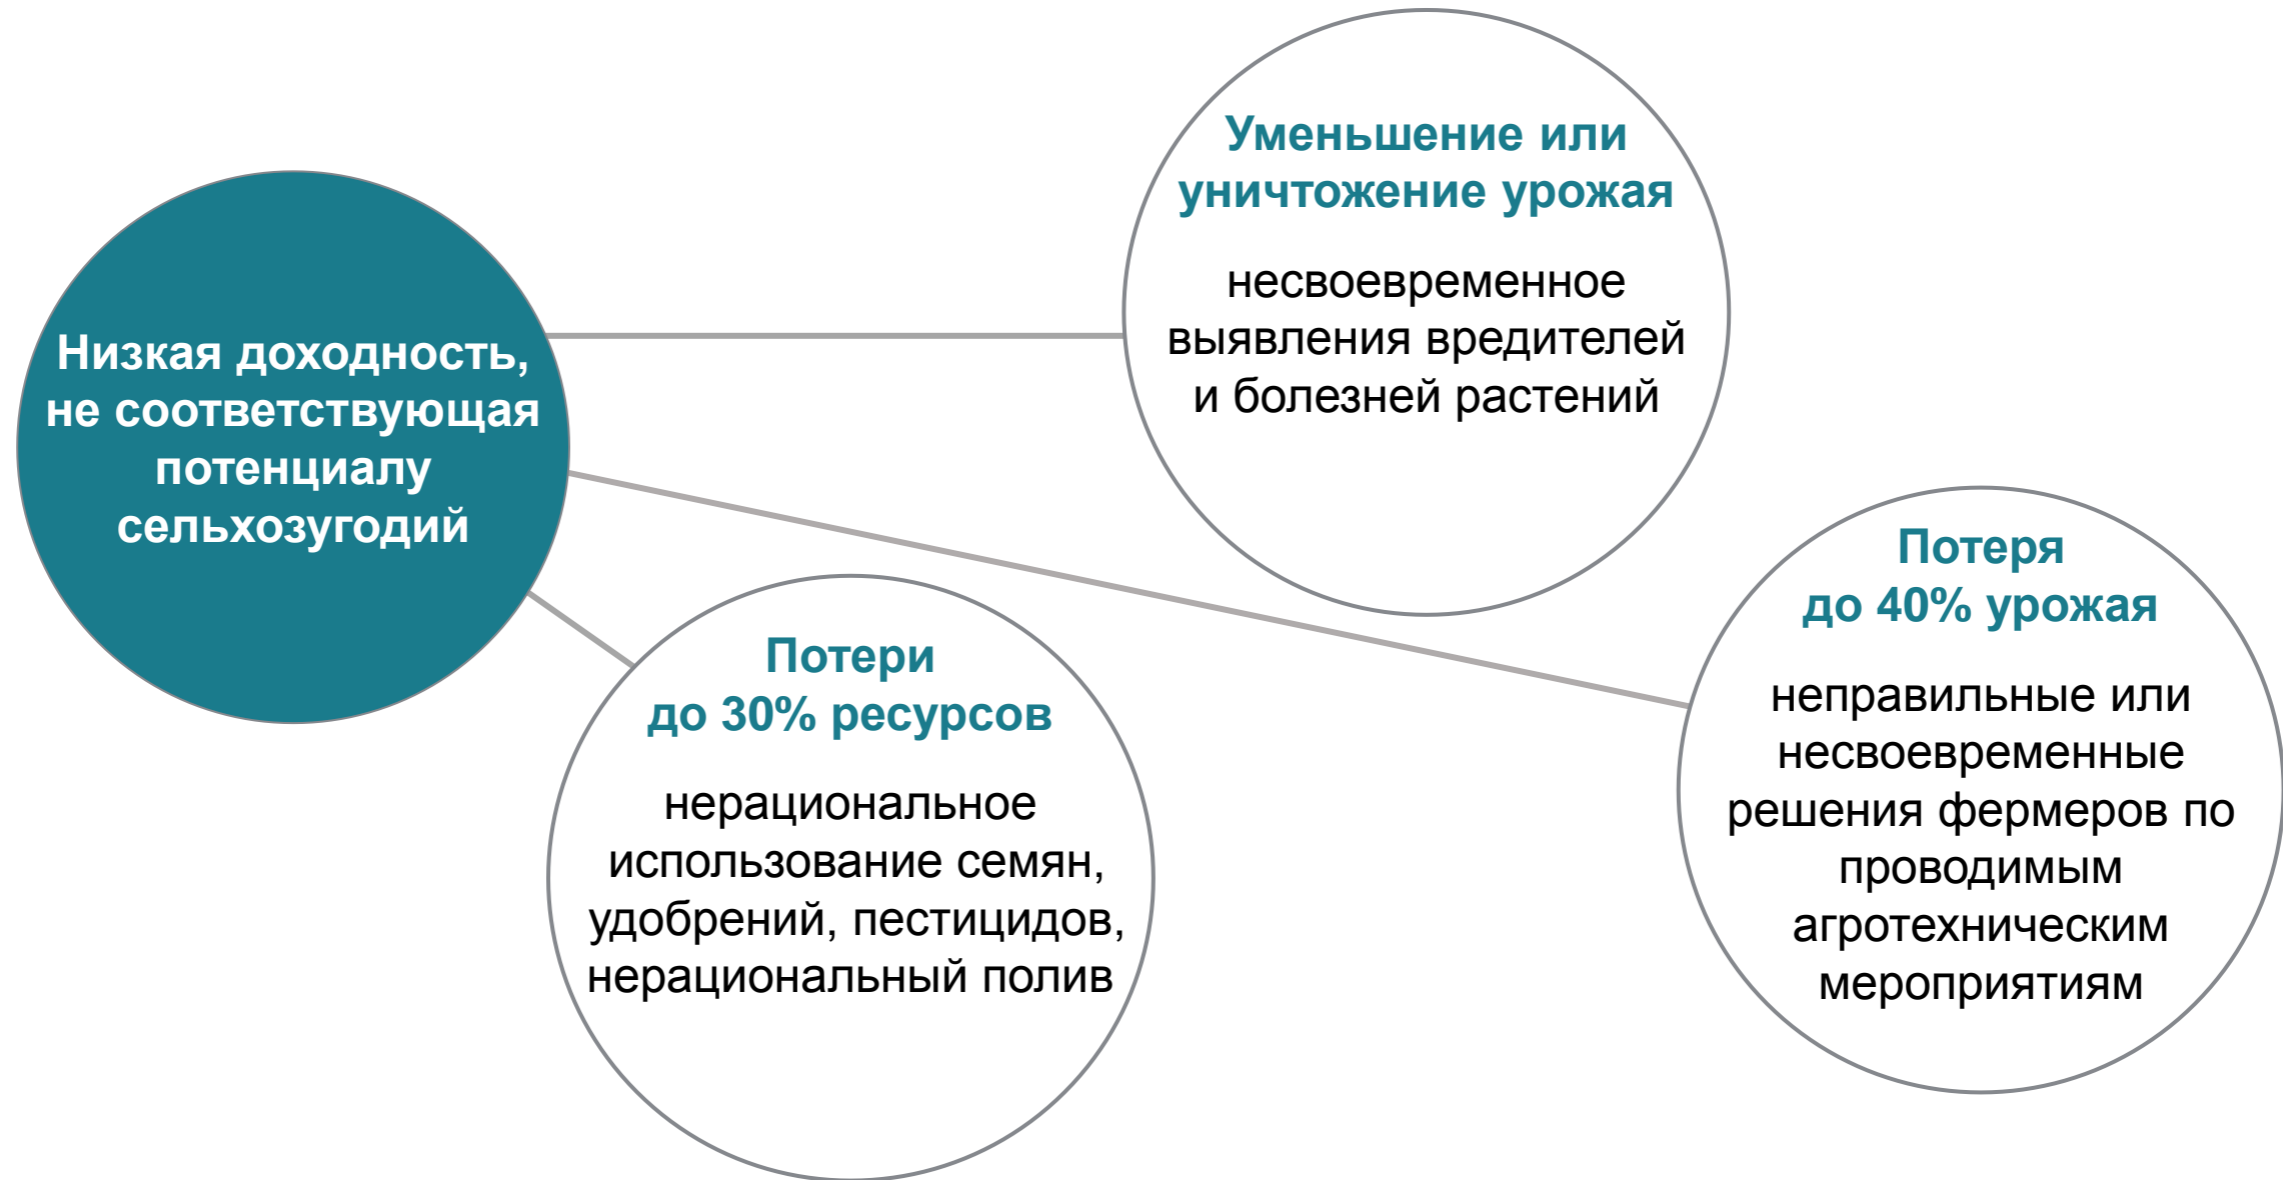 Низкая доходность,
не соответствующая
потенциалу
сельхозугодий
Уменьшение или
уничтожение урожая
несвоевременное
выявления вредителей
и болезней растений
Потери
до 30% ресурсов
нерациональное
использование семян,
удобрений, пестицидов,
нерациональный полив
Потеря
до 40% урожая
неправильные или
несвоевременные
решения фермеров по
проводимым
агротехническим
мероприятиям